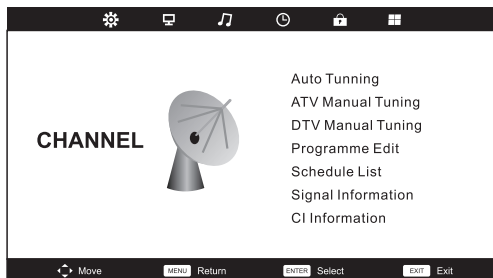 CHANNEL
Auto Tunning
ATV Manual Tuning
DTV Manual Tuning
Programme Edit
Schedule List
Signal Information
CI Information
Move MENU Return ENTER Select EXIT Exit